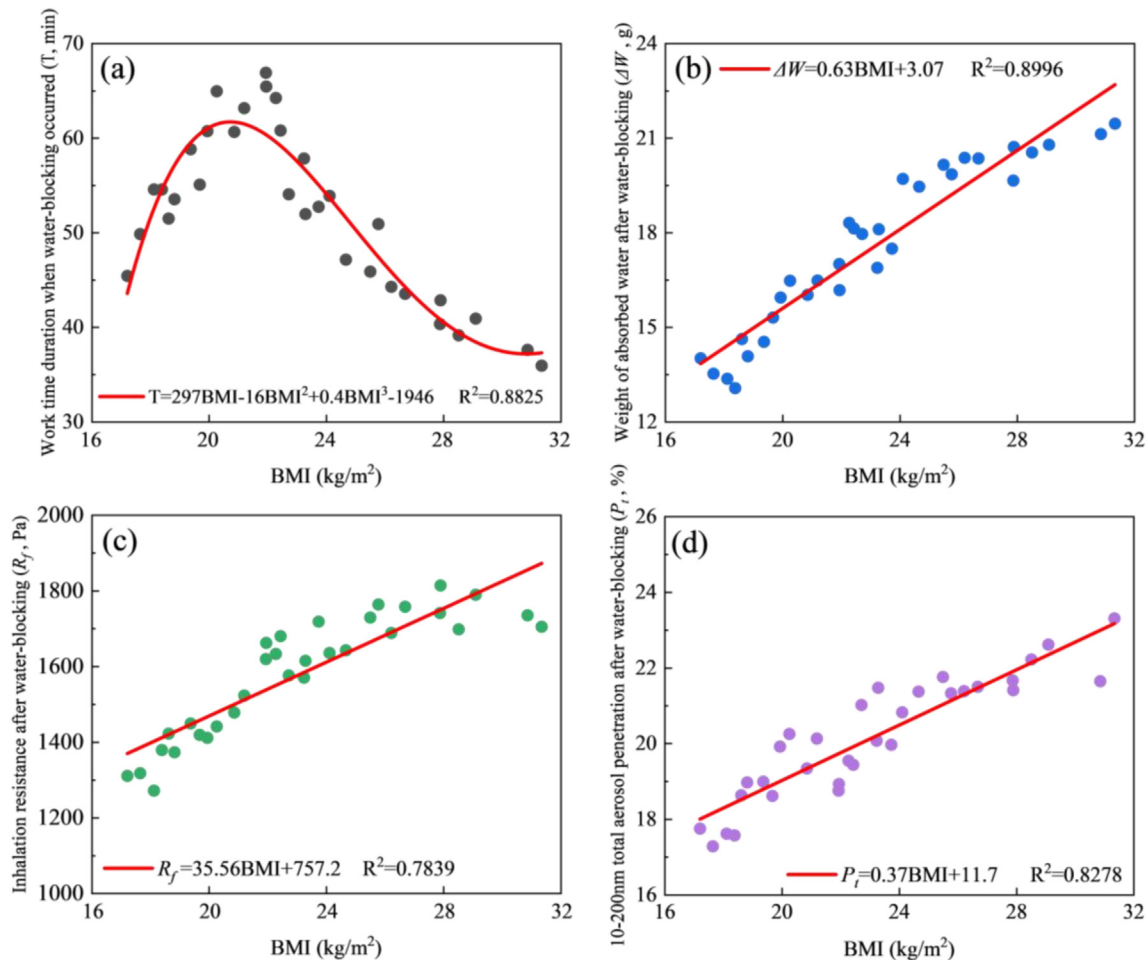 (a)
Work time duration when water-blocking occurred (T, min)
70
60
50
40
30
T=297BMI-16BMI²+0.4BMI³-1946 R²=0.8825
16 20 24 28 32
BMI (kg/m²)
(b)
Weight of absorbed water after water-blocking (ΔW, g)
24
21
18
15
12
ΔW=0.63BMI+3.07 R²=0.8996
16 20 24 28 32
BMI (kg/m²)
(c)
Inhalation resistance after water-blocking (R_f, Pa)
2000
1800
1600
1400
1200
1000
R_f=35.56BMI+757.2 R²=0.7839
16 20 24 28 32
BMI (kg/m²)
(d)
10-200nm total aerosol penetration after water-blocking (P_t, %)
26
24
22
20
18
16
P_t=0.37BMI+11.7 R²=0.8278
16 20 24 28 32
BMI (kg/m²)